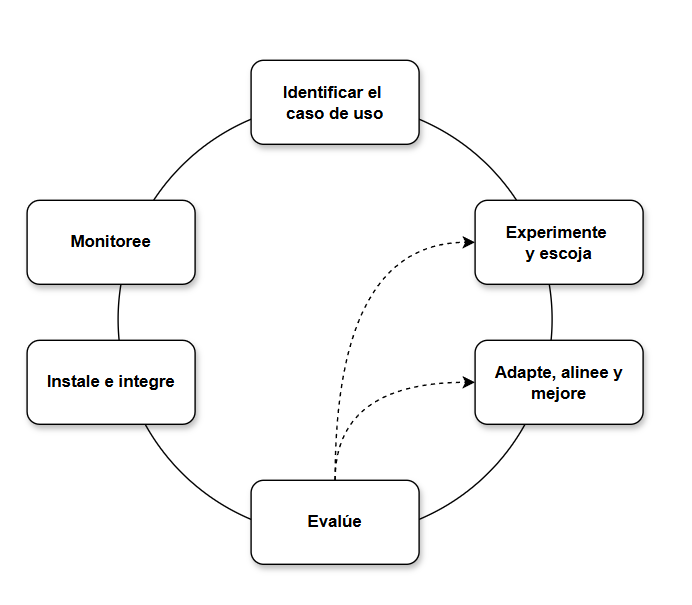 Identificar el
caso de uso
Experimente
y escoja
Monitoree
Adapte, alinee y
mejore
Instale e integre
Evalúe